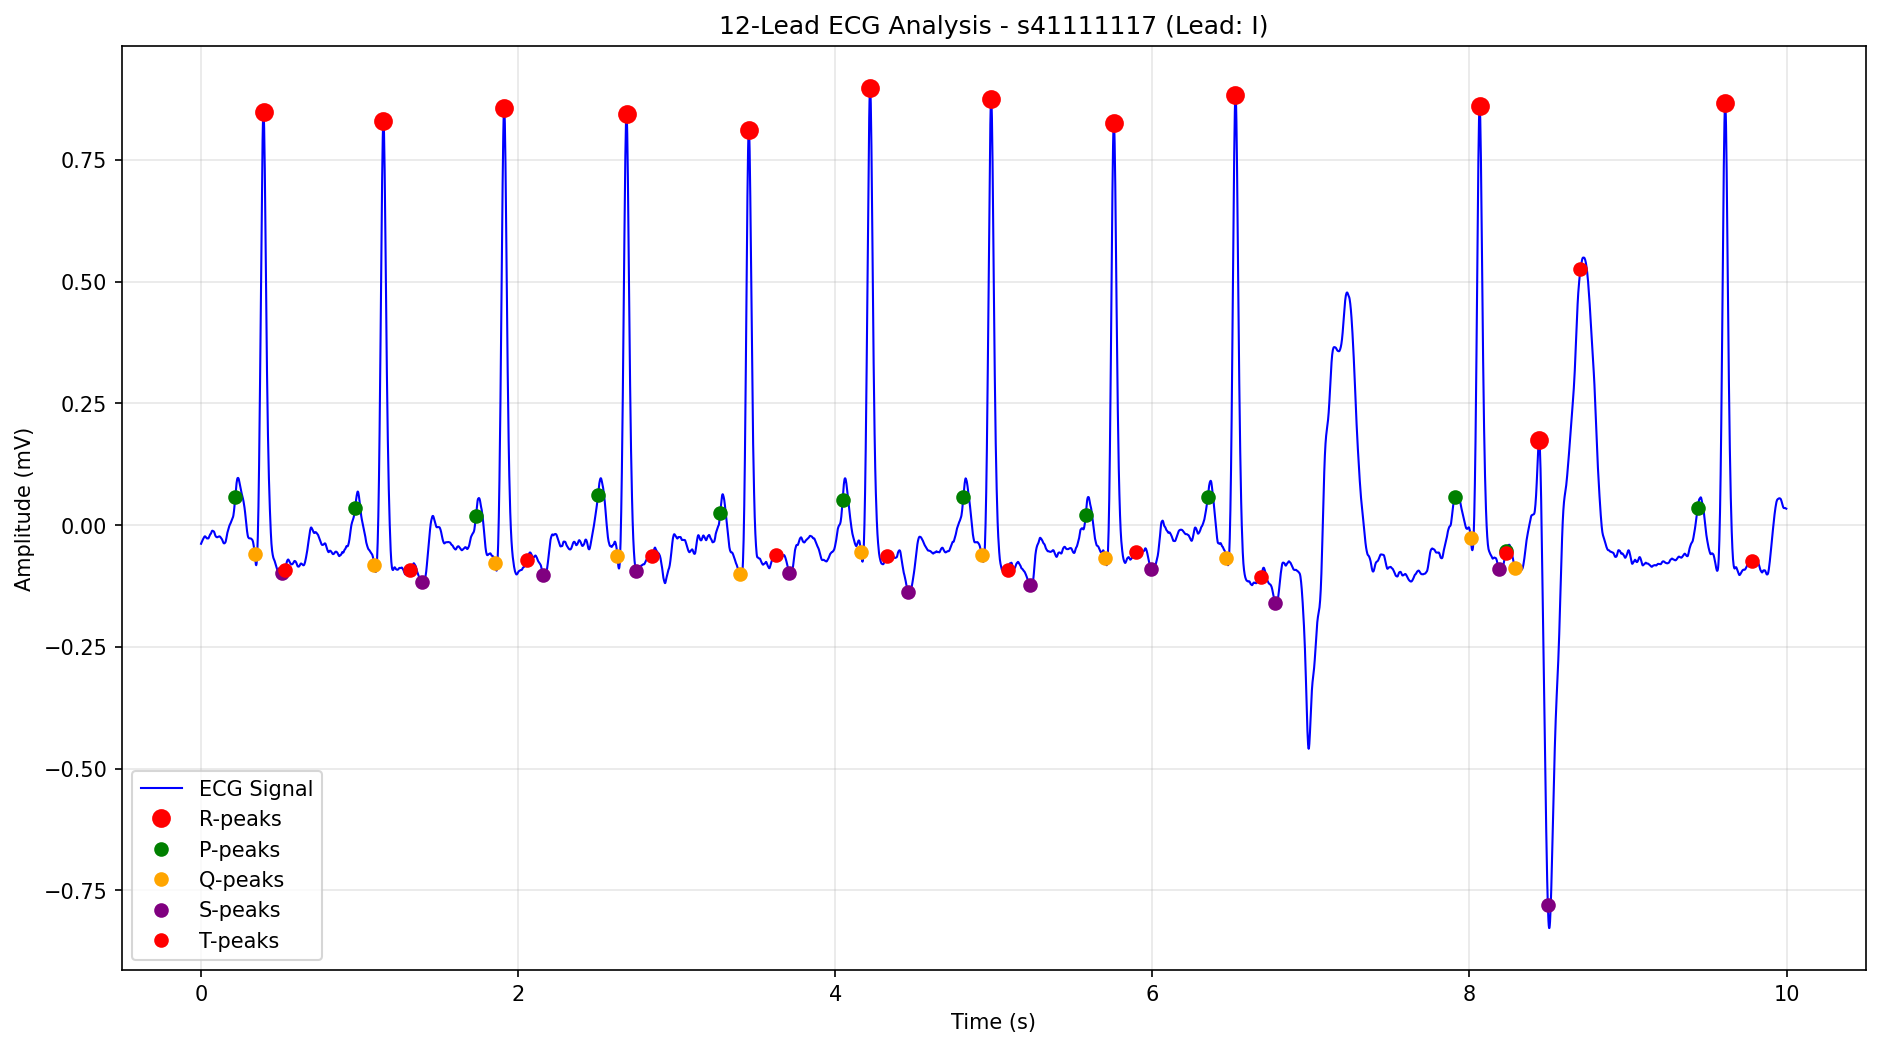 12-Lead ECG Analysis - s41111117 (Lead: I)
Amplitude (mV)
0.75
0.50
0.25
0.00
−0.25
−0.50
−0.75
ECG Signal
R-peaks
P-peaks
Q-peaks
S-peaks
T-peaks
0 2 4 6 8 10
Time (s)